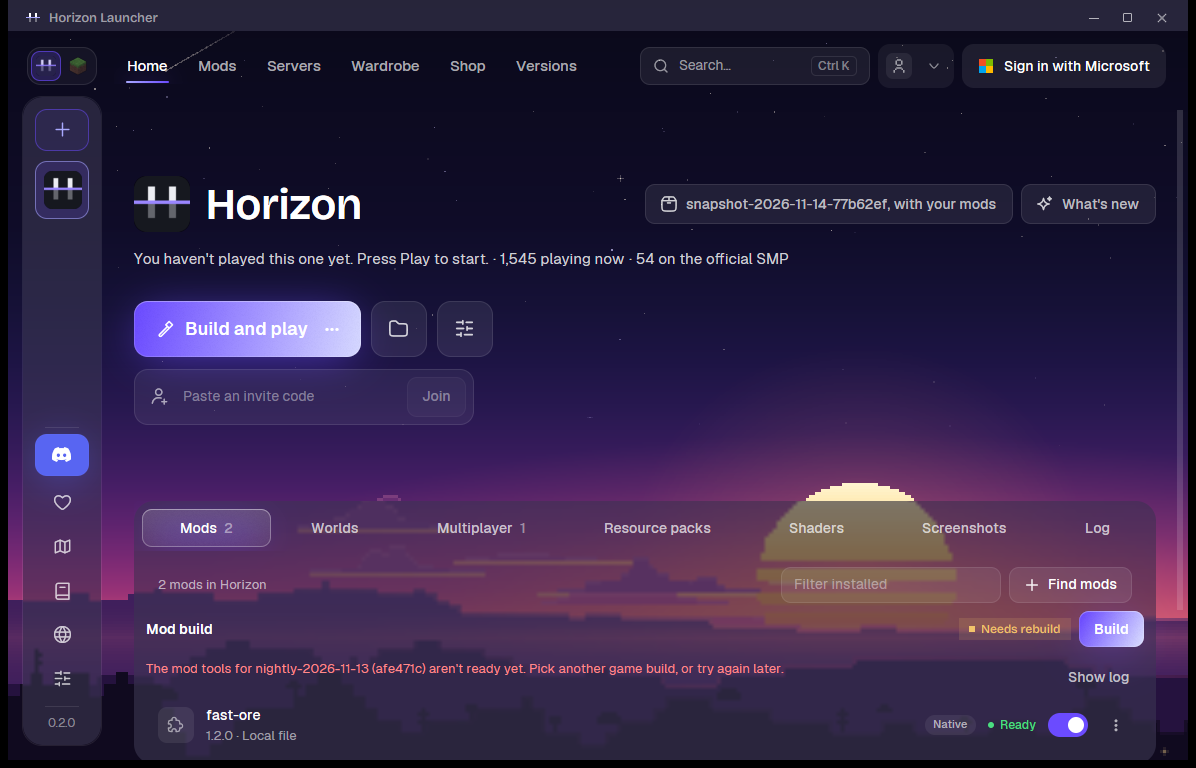 Horizon Launcher
Home
Mods
Servers
Wardrobe
Shop
Versions
Search...
Ctrl K
Sign in with Microsoft
Horizon
snapshot-2026-11-14-77b62ef, with your mods
What's new
You haven't played this one yet. Press Play to start. · 1,545 playing now · 54 on the official SMP
Build and play
Paste an invite code
Join
Mods 2
Worlds
Multiplayer 1
Resource packs
Shaders
Screenshots
Log
2 mods in Horizon
Filter installed
Find mods
Mod build
Needs rebuild
Build
The mod tools for nightly-2026-11-13 (afe471c) aren't ready yet. Pick another game build, or try again later.
Show log
fast-ore
1.2.0 · Local file
Native
Ready
0.2.0